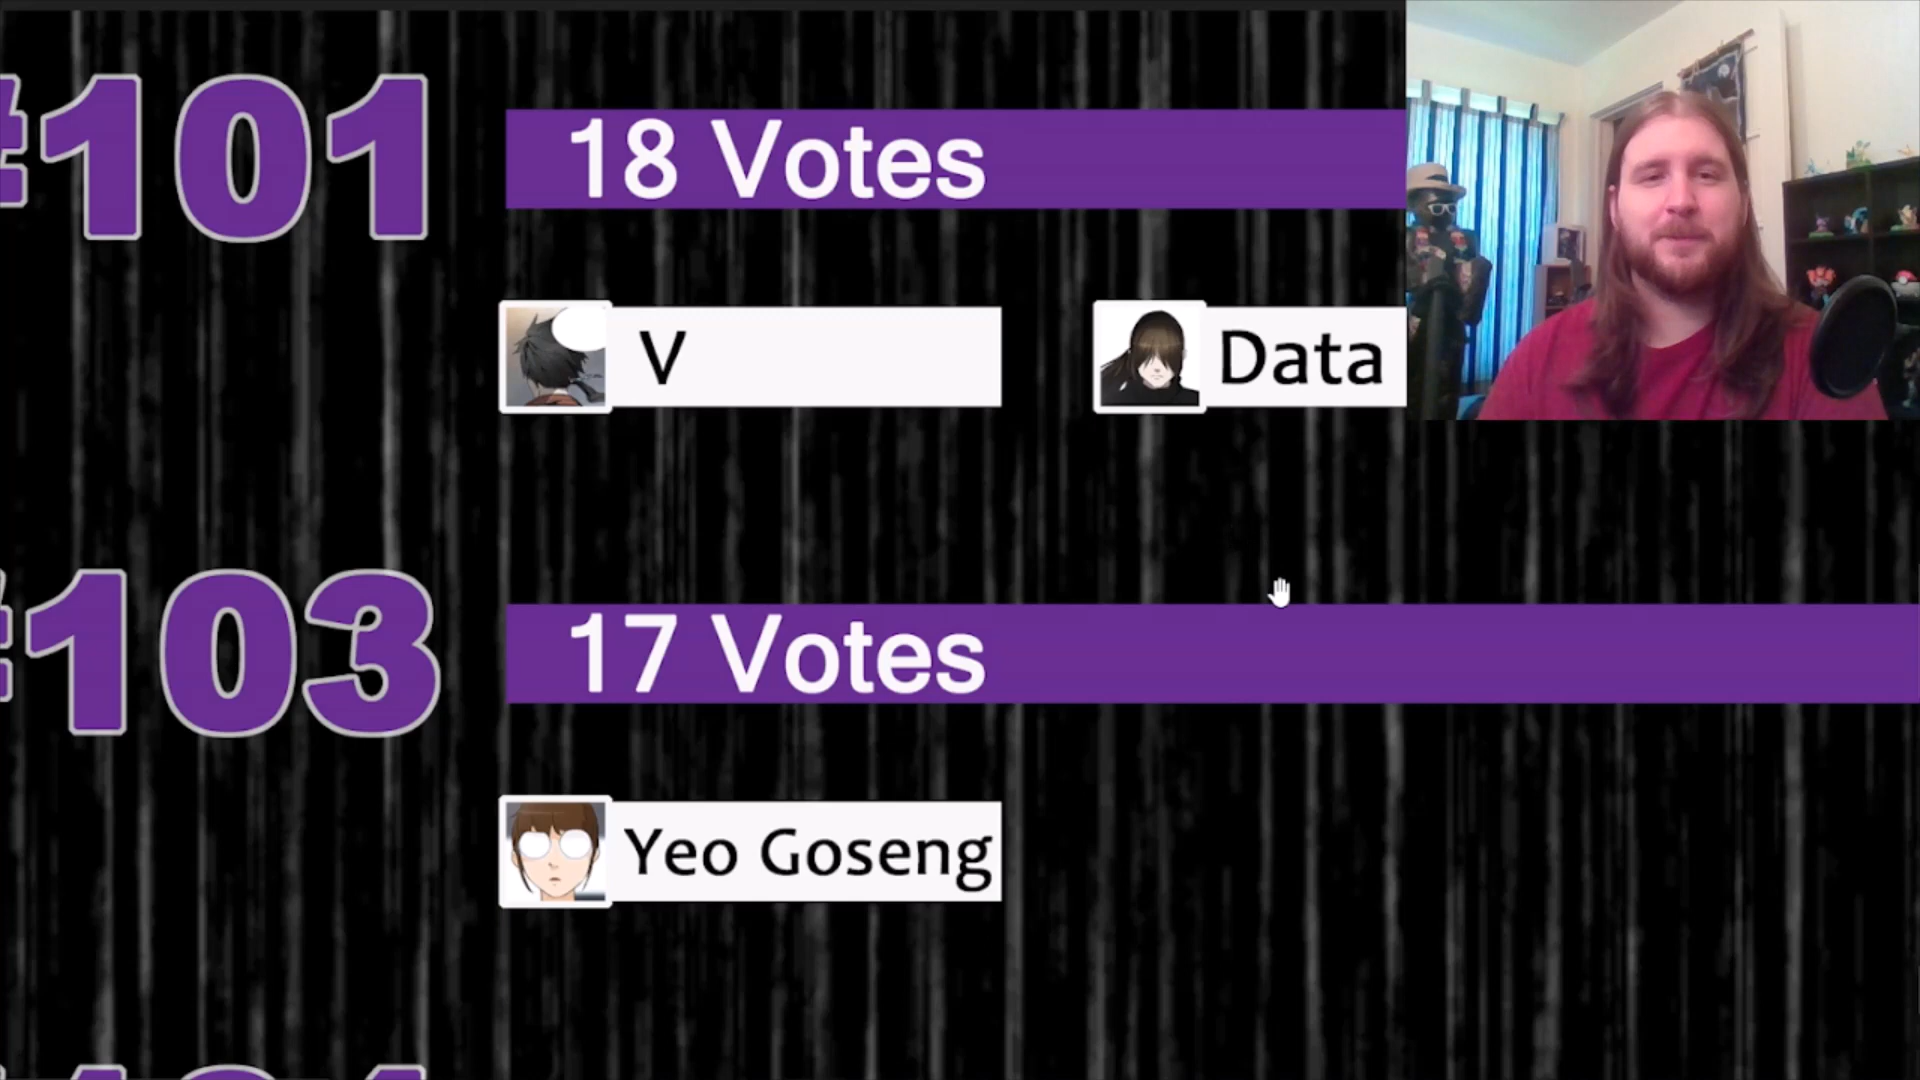 #101
18 Votes
V
Data
#103
17 Votes
Yeo Goseng